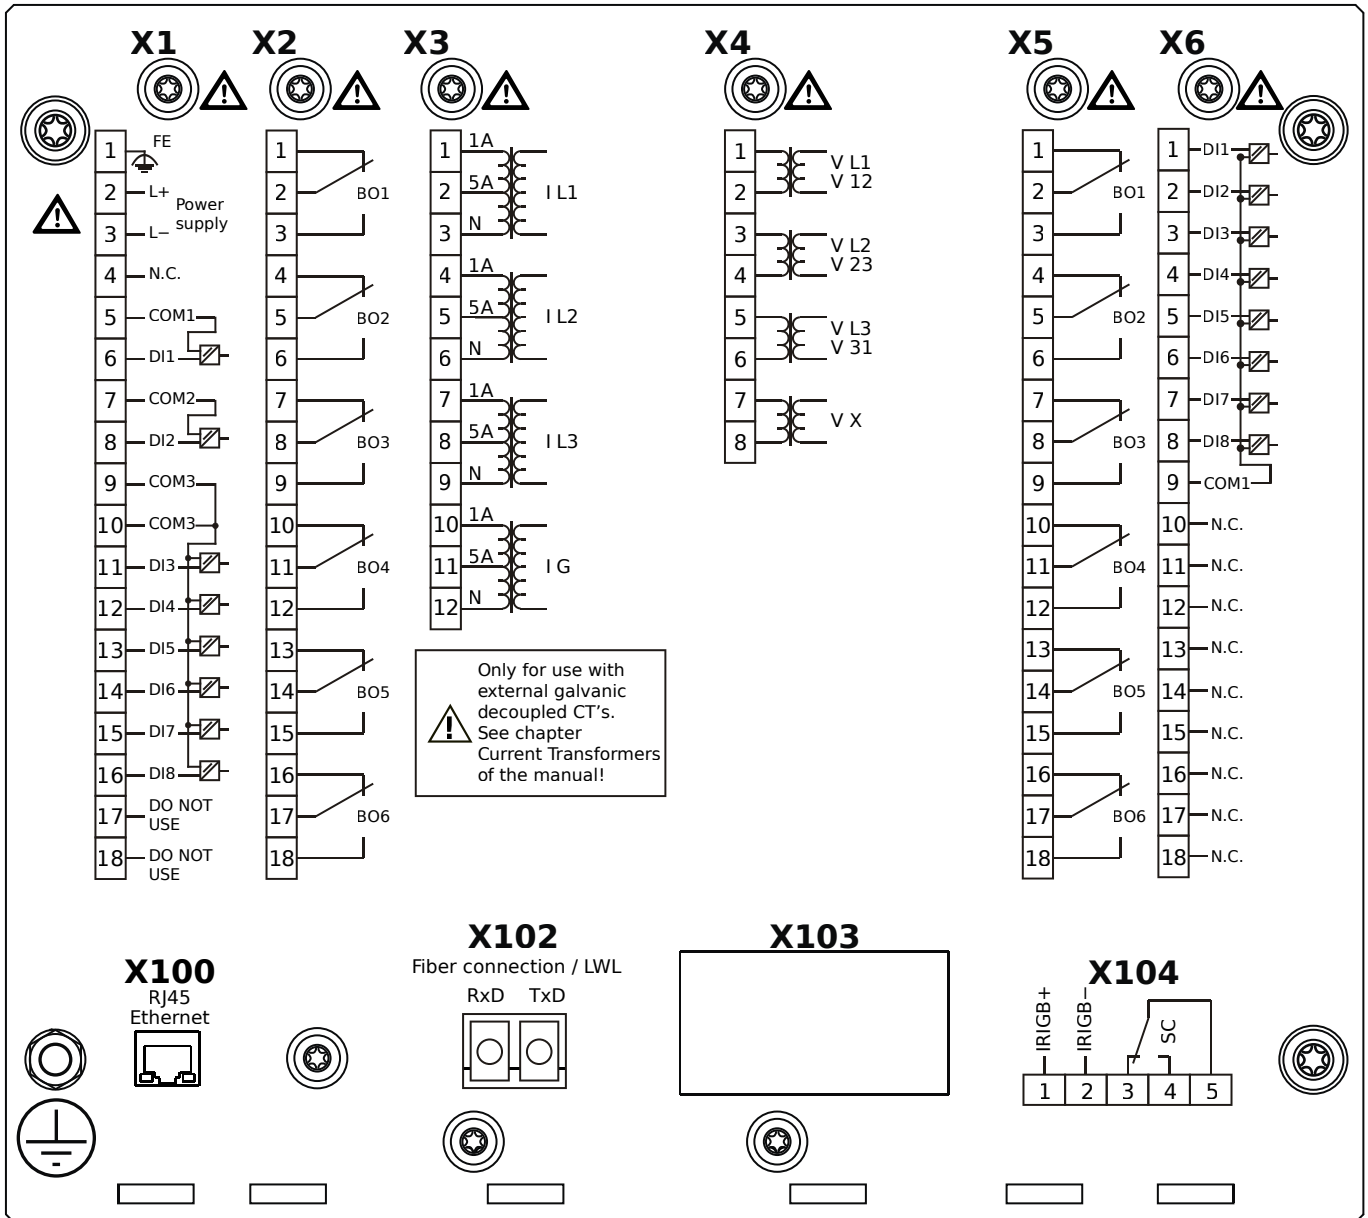 X1
X2
X3
X4
X5
X6
1 FE
2 L+
Power
supply
3 L−
4 N.C.
5 COM1
6 DI1
7 COM2
8 DI2
9 COM3
10 COM3
11 DI3
12 DI4
13 DI5
14 DI6
15 DI7
16 DI8
17 DO NOT
USE
18 DO NOT
USE
1
2 BO1
3
4
5 BO2
6
7
8 BO3
9
10
11 BO4
12
13
14 BO5
15
16
17 BO6
18
1 1A
2 5A I L1
3 N
4 1A
5 5A I L2
6 N
7 1A
8 5A I L3
9 N
10 1A
11 5A I G
12 N
Only for use with
external galvanic
decoupled CT's.
See chapter
Current Transformers
of the manual!
1 V L1
2 V 12
3 V L2
4 V 23
5 V L3
6 V 31
7 V X
8
1
2 BO1
3
4
5 BO2
6
7
8 BO3
9
10
11 BO4
12
13
14 BO5
15
16
17 BO6
18
1 DI1
2 DI2
3 DI3
4 DI4
5 DI5
6 DI6
7 DI7
8 DI8
9 COM1
10 N.C.
11 N.C.
12 N.C.
13 N.C.
14 N.C.
15 N.C.
16 N.C.
17 N.C.
18 N.C.
X100
RJ45
Ethernet
X102
Fiber connection / LWL
RxD TxD
X103
X104
IRIGB+
IRIGB−
SC
1 2 3 4 5